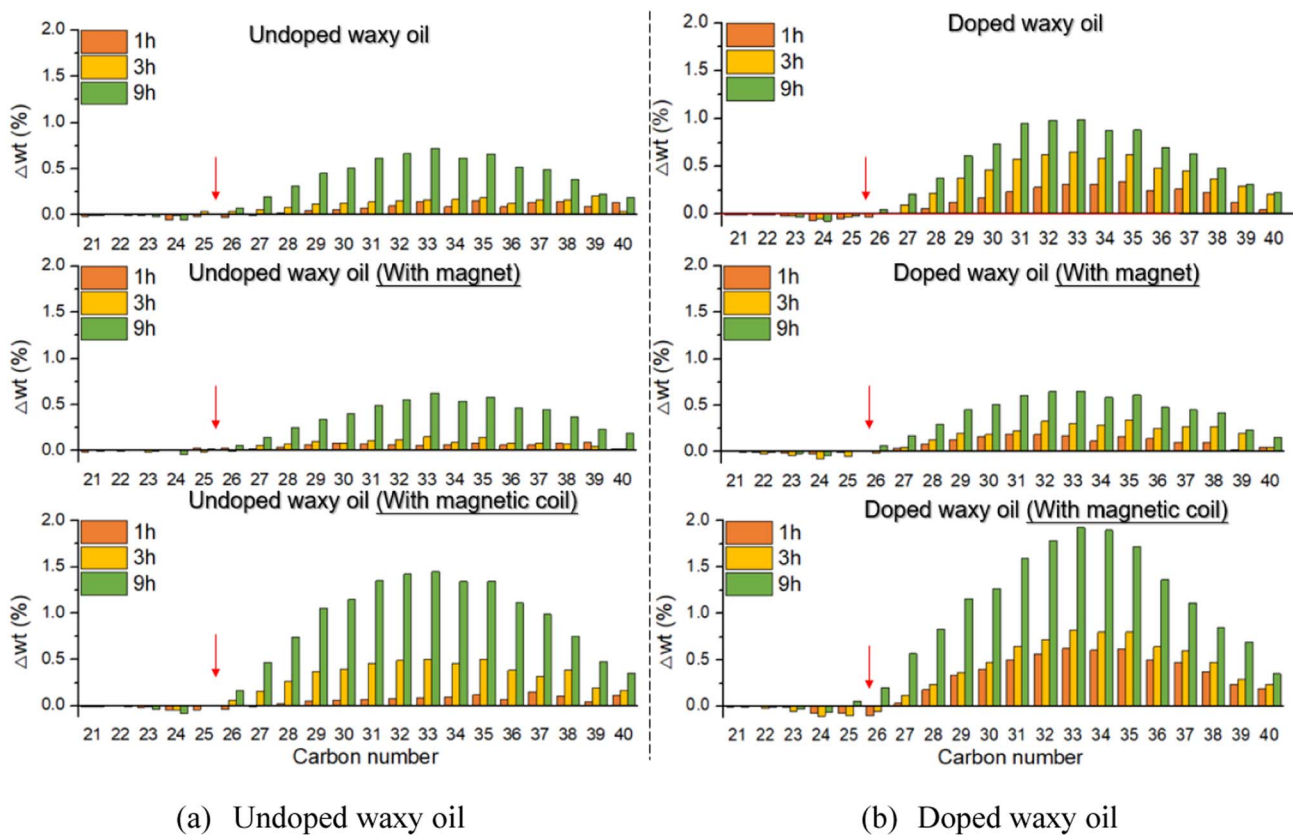 2.0
1h
3h
9h
Undoped waxy oil
1.5
1.0
0.5
0.0
△wt (%)
21 22 23 24 25 26 27 28 29 30 31 32 33 34 35 36 37 38 39 40
2.0
1h
3h
9h
Undoped waxy oil (With magnet)
1.5
1.0
0.5
0.0
△wt (%)
21 22 23 24 25 26 27 28 29 30 31 32 33 34 35 36 37 38 39 40
2.0
1h
3h
9h
Undoped waxy oil (With magnetic coil)
1.5
1.0
0.5
0.0
△wt (%)
21 22 23 24 25 26 27 28 29 30 31 32 33 34 35 36 37 38 39 40
Carbon number
(a) Undoped waxy oil
2.0
1h
3h
9h
Doped waxy oil
1.5
1.0
0.5
0.0
△wt (%)
21 22 23 24 25 26 27 28 29 30 31 32 33 34 35 36 37 38 39 40
2.0
1h
3h
9h
Doped waxy oil (With magnet)
1.5
1.0
0.5
0.0
△wt (%)
21 22 23 24 25 26 27 28 29 30 31 32 33 34 35 36 37 38 39 40
2.0
1h
3h
9h
Doped waxy oil (With magnetic coil)
1.5
1.0
0.5
0.0
△wt (%)
21 22 23 24 25 26 27 28 29 30 31 32 33 34 35 36 37 38 39 40
Carbon number
(b) Doped waxy oil